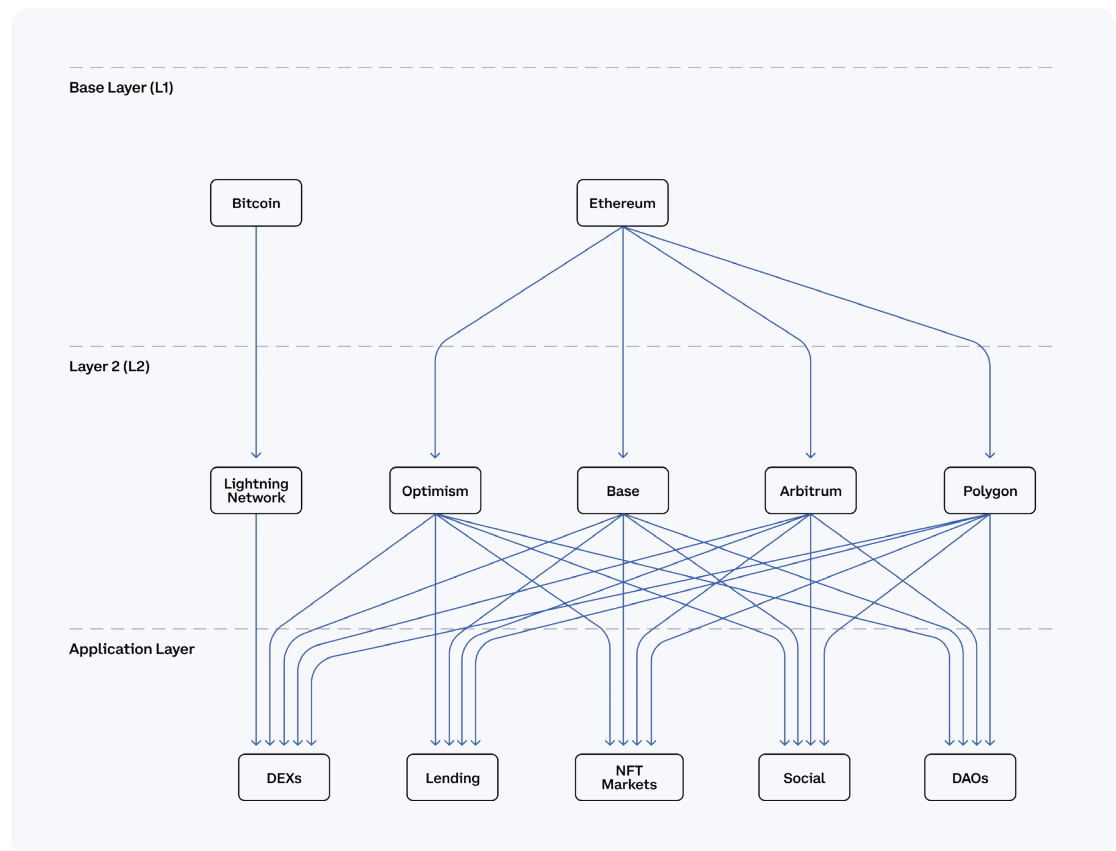 Base Layer (L1)
Bitcoin
Ethereum
Layer 2 (L2)
Lightning
Network
Optimism
Base
Arbitrum
Polygon
Application Layer
DEXs
Lending
NFT
Markets
Social
DAOs